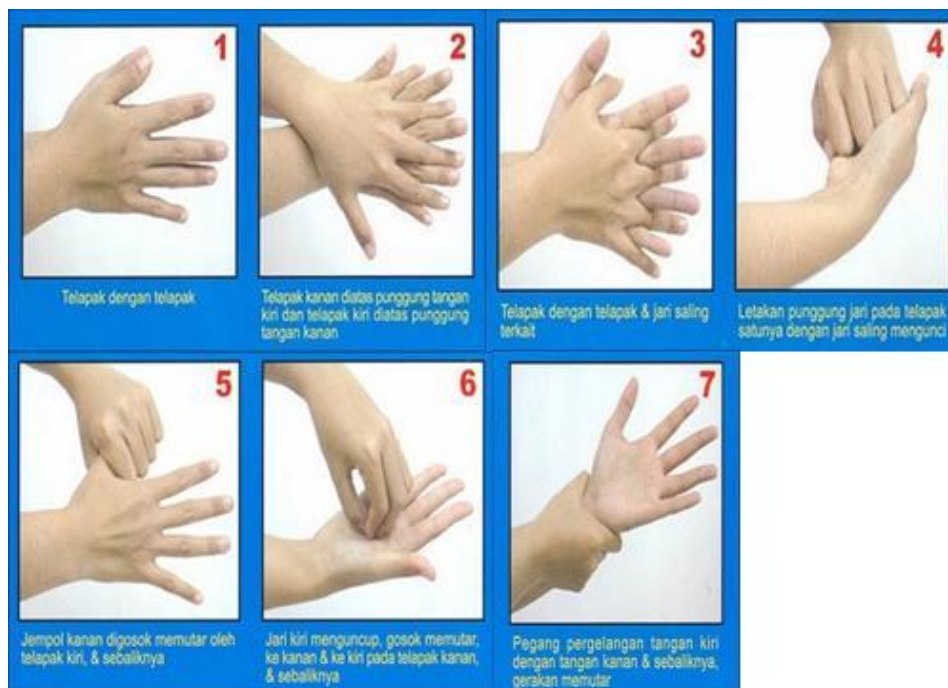 1
Telapak dengan telapak
2
Telapak kanan diatas punggung tangan
kiri dan telapak kiri diatas punggung
tangan kanan
3
Telapak dengan telapak & jari saling
terkait
4
Letakan punggung jari pada telapak
satunya dengan jari saling mengunci
5
Jempol kanan digosok memutar oleh
telapak kiri, & sebaliknya
6
Jari kiri menguncup, gosok memutar,
ke kanan & ke kiri pada telapak kanan,
& sebaliknya
7
Pegang pergelangan tangan kiri
dengan tangan kanan & sebaliknya,
gerakan memutar